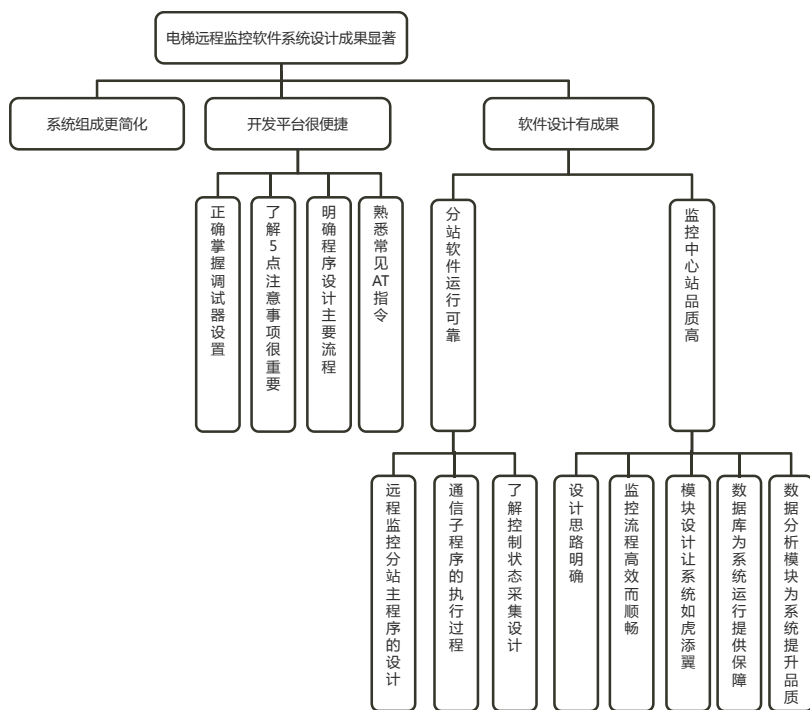 电梯远程监控软件系统设计成果显著
系统组成更简化
开发平台很便捷
软件设计有成果
正确掌握调试器设置
了解5点注意事项很重要
明确程序设计主要流程
熟悉常见AT指令
分站软件运行可靠
监控中心站品质高
远程监控分站主程序的设计
通信子程序的执行过程
了解控制状态采集设计
设计思路明确
监控流程高效而顺畅
模块设计让系统如虎添翼
数据库为系统运行提供保障
数据分析模块为系统提升品质